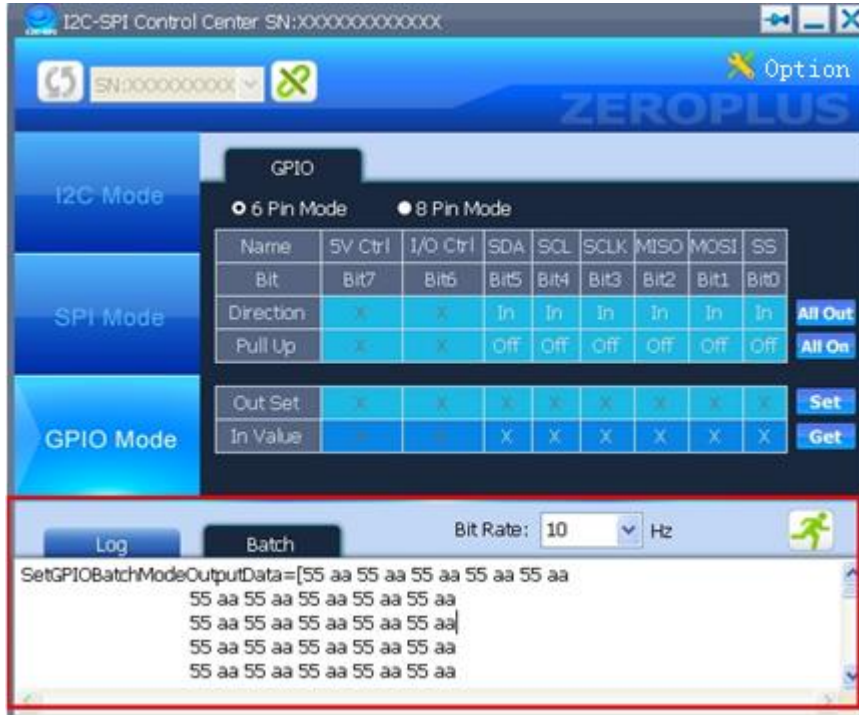 I2C-SPI Control Center SN:XXXXXXXXXXXXX
SN:XXXXXXXXX
Option
ZEROPLUS
I2C Mode
SPI Mode
GPIO Mode
GPIO
6 Pin Mode 8 Pin Mode
Name 5V Ctrl I/O Ctrl SDA SCL SCLK MISO MOSI SS
Bit Bit7 Bit6 Bit5 Bit4 Bit3 Bit2 Bit1 Bit0
Direction X X In In In In In In All Out
Pull Up X X Off Off Off Off Off Off All On
Out Set X X X X X X X X Set
In Value X X X X X X X X Get
Log Batch Bit Rate: 10 Hz
SetGPIOBatchModeOutputData=[55 aa 55 aa 55 aa 55 aa 55 aa
55 aa 55 aa 55 aa 55 aa 55 aa
55 aa 55 aa 55 aa 55 aa 55 aa
55 aa 55 aa 55 aa 55 aa 55 aa
55 aa 55 aa 55 aa 55 aa 55 aa